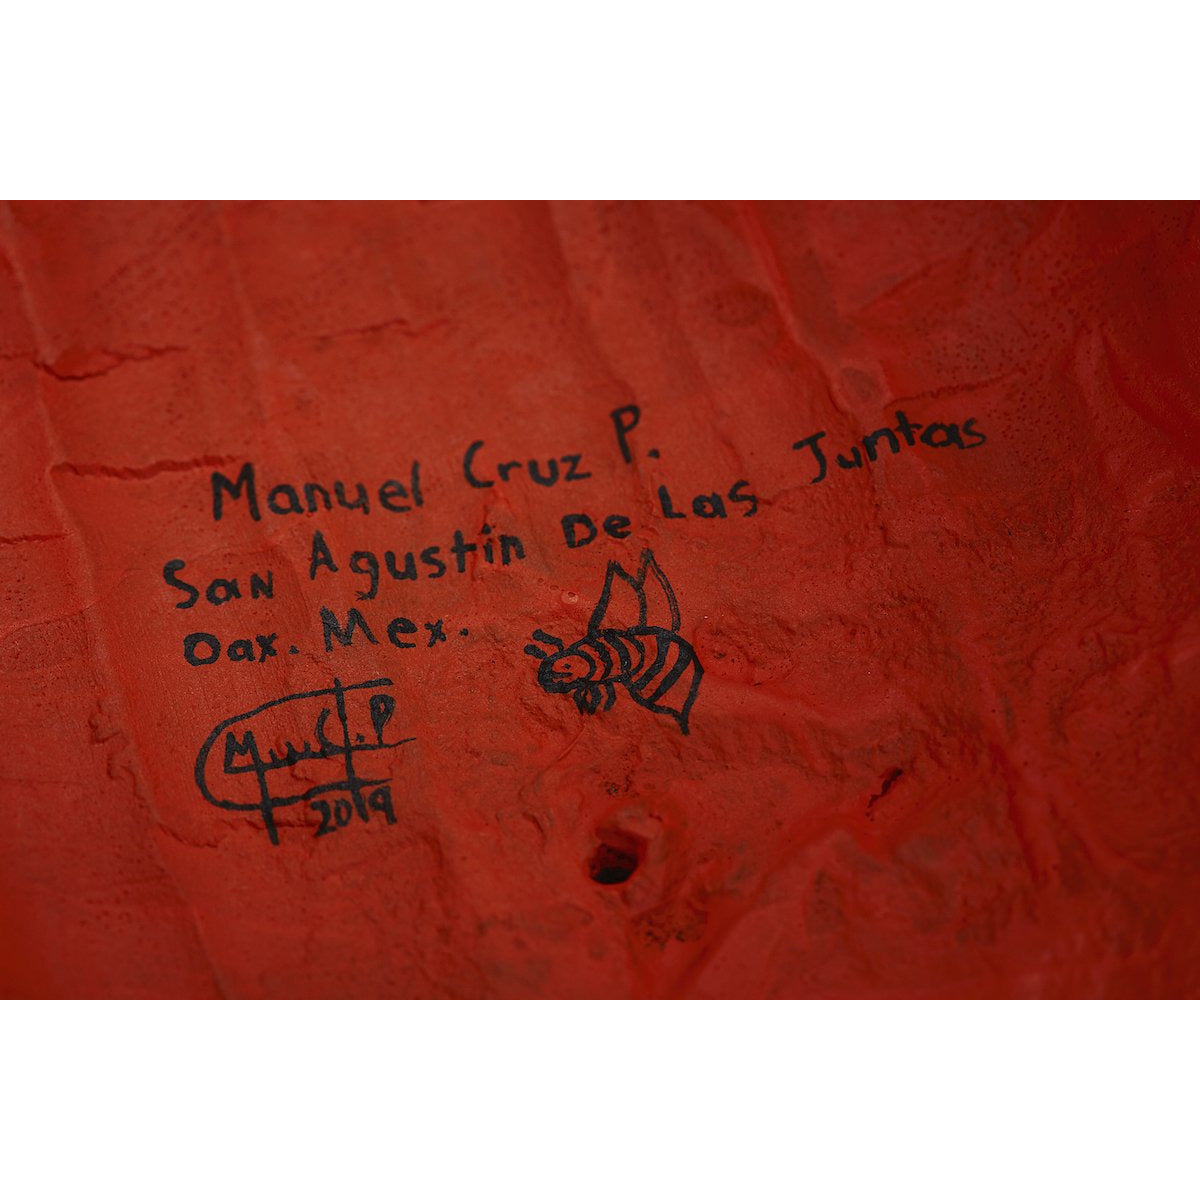 Manuel Cruz P.
San Agustin De Las Juntas
Oax. Mex.
M C.P
2019